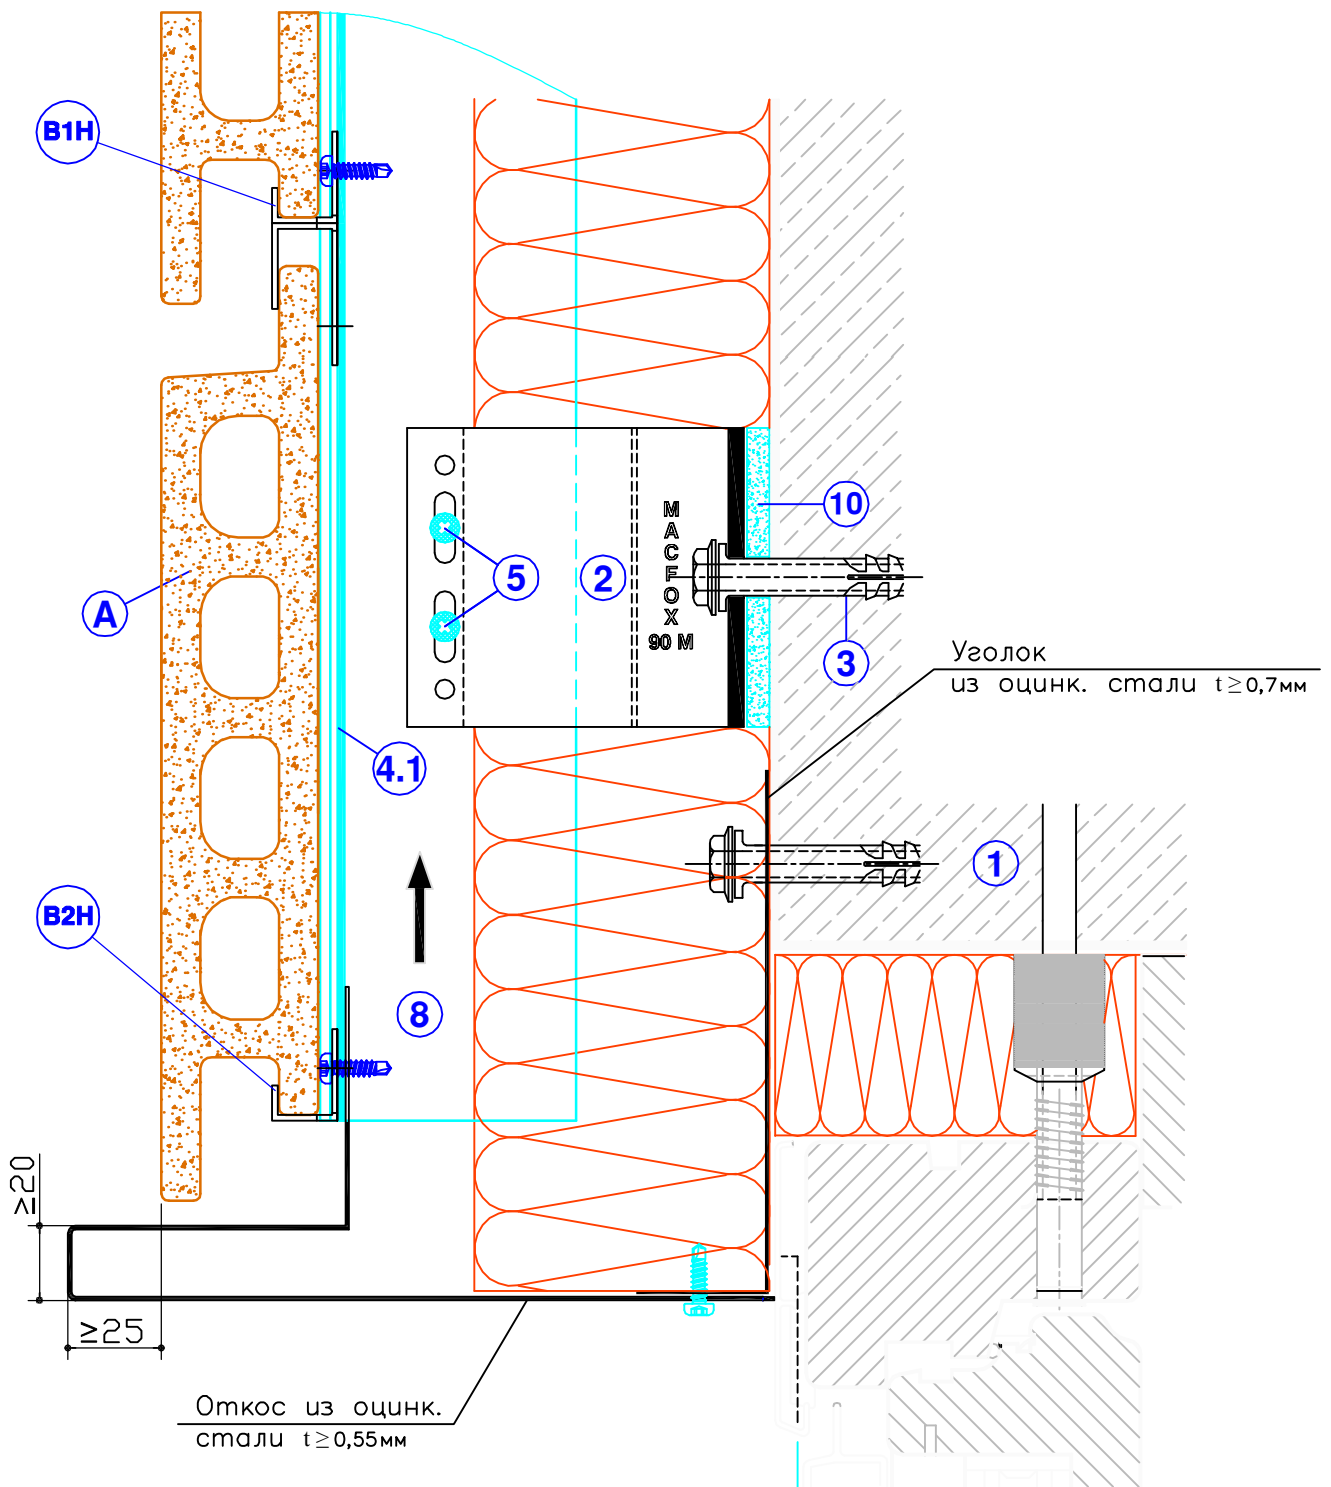 B1H
10
M
A
C
F
O
X
90 M
5
2
A
3
Уголок
из оцинк. стали t≥0,7мм
4.1
1
B2H
8
≥20
≥25
Откос из оцинк.
стали t≥0,55мм